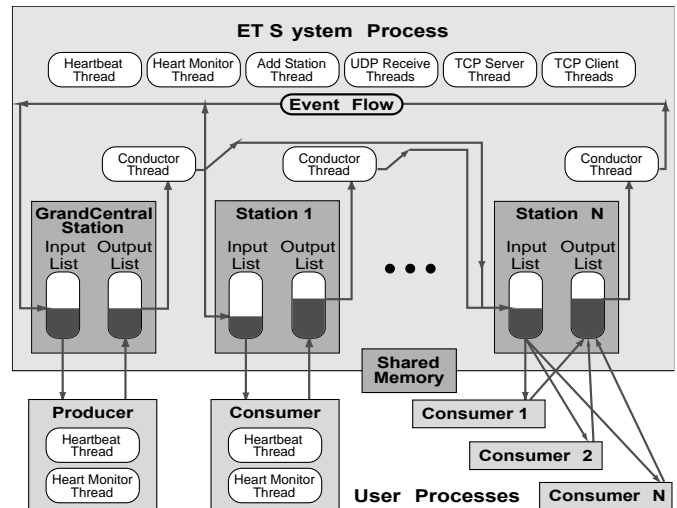 ET S ystem Process
Heartbeat
Thread
Heart Monitor
Thread
Add Station
Thread
UDP Receive
Threads
TCP Server
Thread
TCP Client
Threads
Event Flow
Conductor
Thread
Conductor
Thread
Conductor
Thread
GrandCentral
Station
Input
List
Output
List
Station 1
Input
List
Output
List
Station N
Input
List
Output
List
Shared
Memory
Producer
Heartbeat
Thread
Heart Monitor
Thread
Consumer
Heartbeat
Thread
Heart Monitor
Thread
Consumer 1
Consumer 2
Consumer N
User Processes